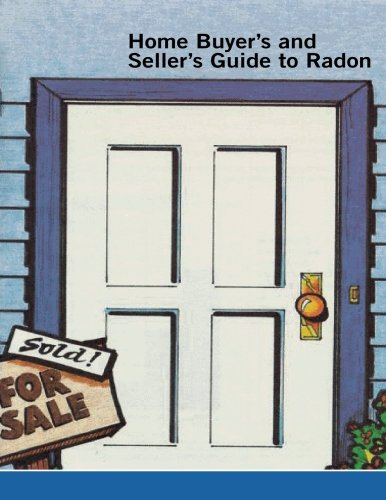 Home Buyer's and
Seller's Guide to Radon
Sold!
FOR
SALE